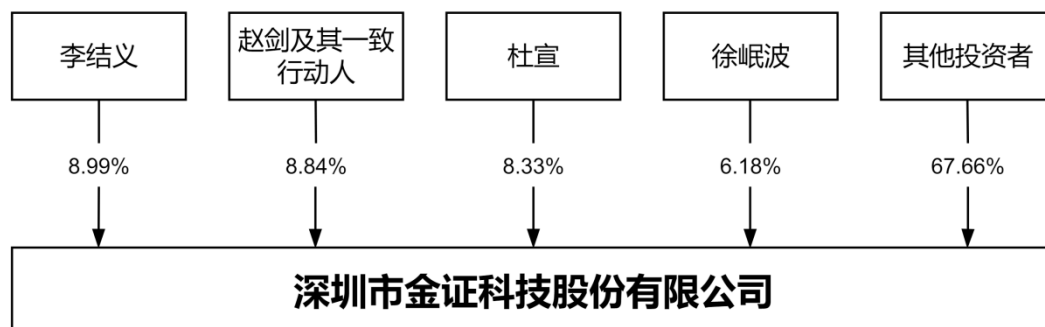 李结义
赵剑及其一致
行动人
杜宣
徐岷波
其他投资者
8.99%
8.84%
8.33%
6.18%
67.66%
深圳市金证科技股份有限公司